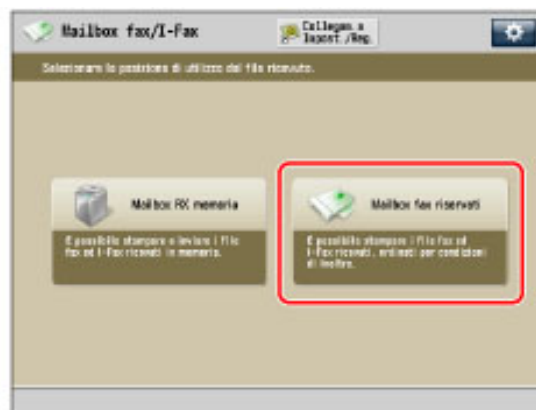 Mailbox fax/I-Fax
Collegam. a
Impost./Reg.
Selezionare la posizione di utilizzo del file ricevuto.
Mailbox RX memoria
È possibile stampare o inviare i file
fax ed I-Fax ricevuti in memoria.
Mailbox fax riservati
È possibile stampare i file fax ed
I-Fax ricevuti, ordinati per condizioni
di inoltro.